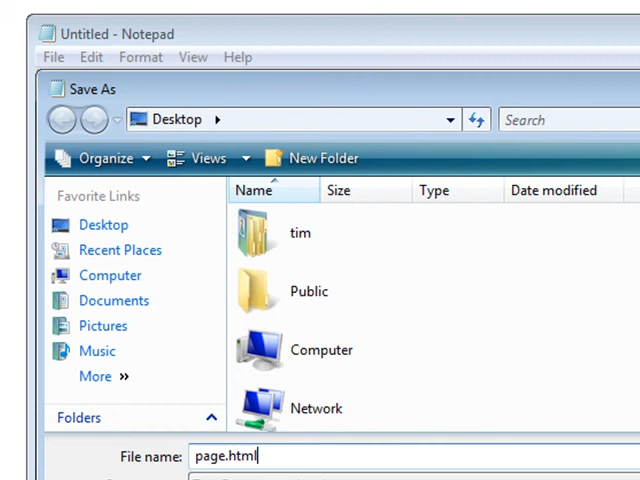 Untitled - Notepad
File Edit Format View Help
Save As
Desktop Search
Organize Views New Folder
Favorite Links
Desktop
Recent Places
Computer
Documents
Pictures
Music
More »
Folders
Name Size Type Date modified
tim
Public
Computer
Network
File name: page.html